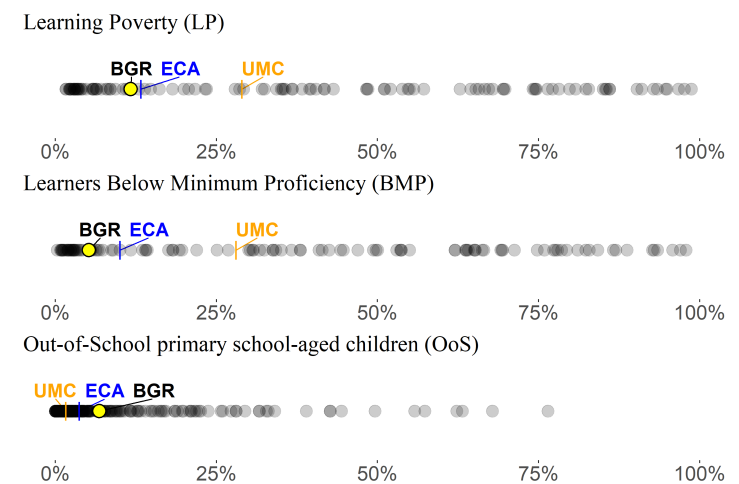 Learning Poverty (LP)
BGR ECA UMC
0% 25% 50% 75% 100%
Learners Below Minimum Proficiency (BMP)
BGR ECA UMC
0% 25% 50% 75% 100%
Out-of-School primary school-aged children (OoS)
UMC ECA BGR
0% 25% 50% 75% 100%